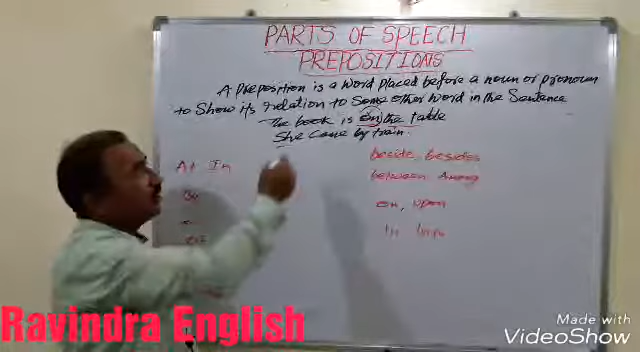 PARTS OF SPEECH
PREPOSITIONS
A Preposition is a word placed before a noun or pronoun
to show its relation to some other word in the sentence
The book is on the table
She came by train.
At In
beside besides
between Among
on, upon
In Into
Ravindra English
Made with
VideoShow